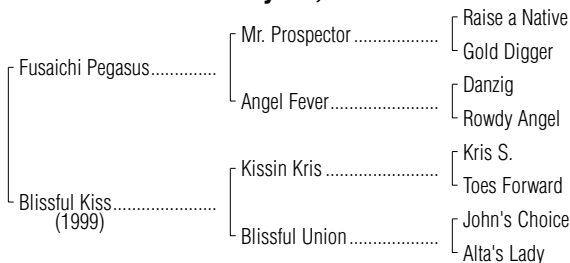 Raise a Native
Mr. Prospector ..................
Gold Digger
Fusaichi Pegasus..............
Danzig
Angel Fever.......................
Rowdy Angel
Kris S.
Kissin Kris ........................
Toes Forward
Blissful Kiss......................
(1999)
John's Choice
Blissful Union...................
Alta's Lady